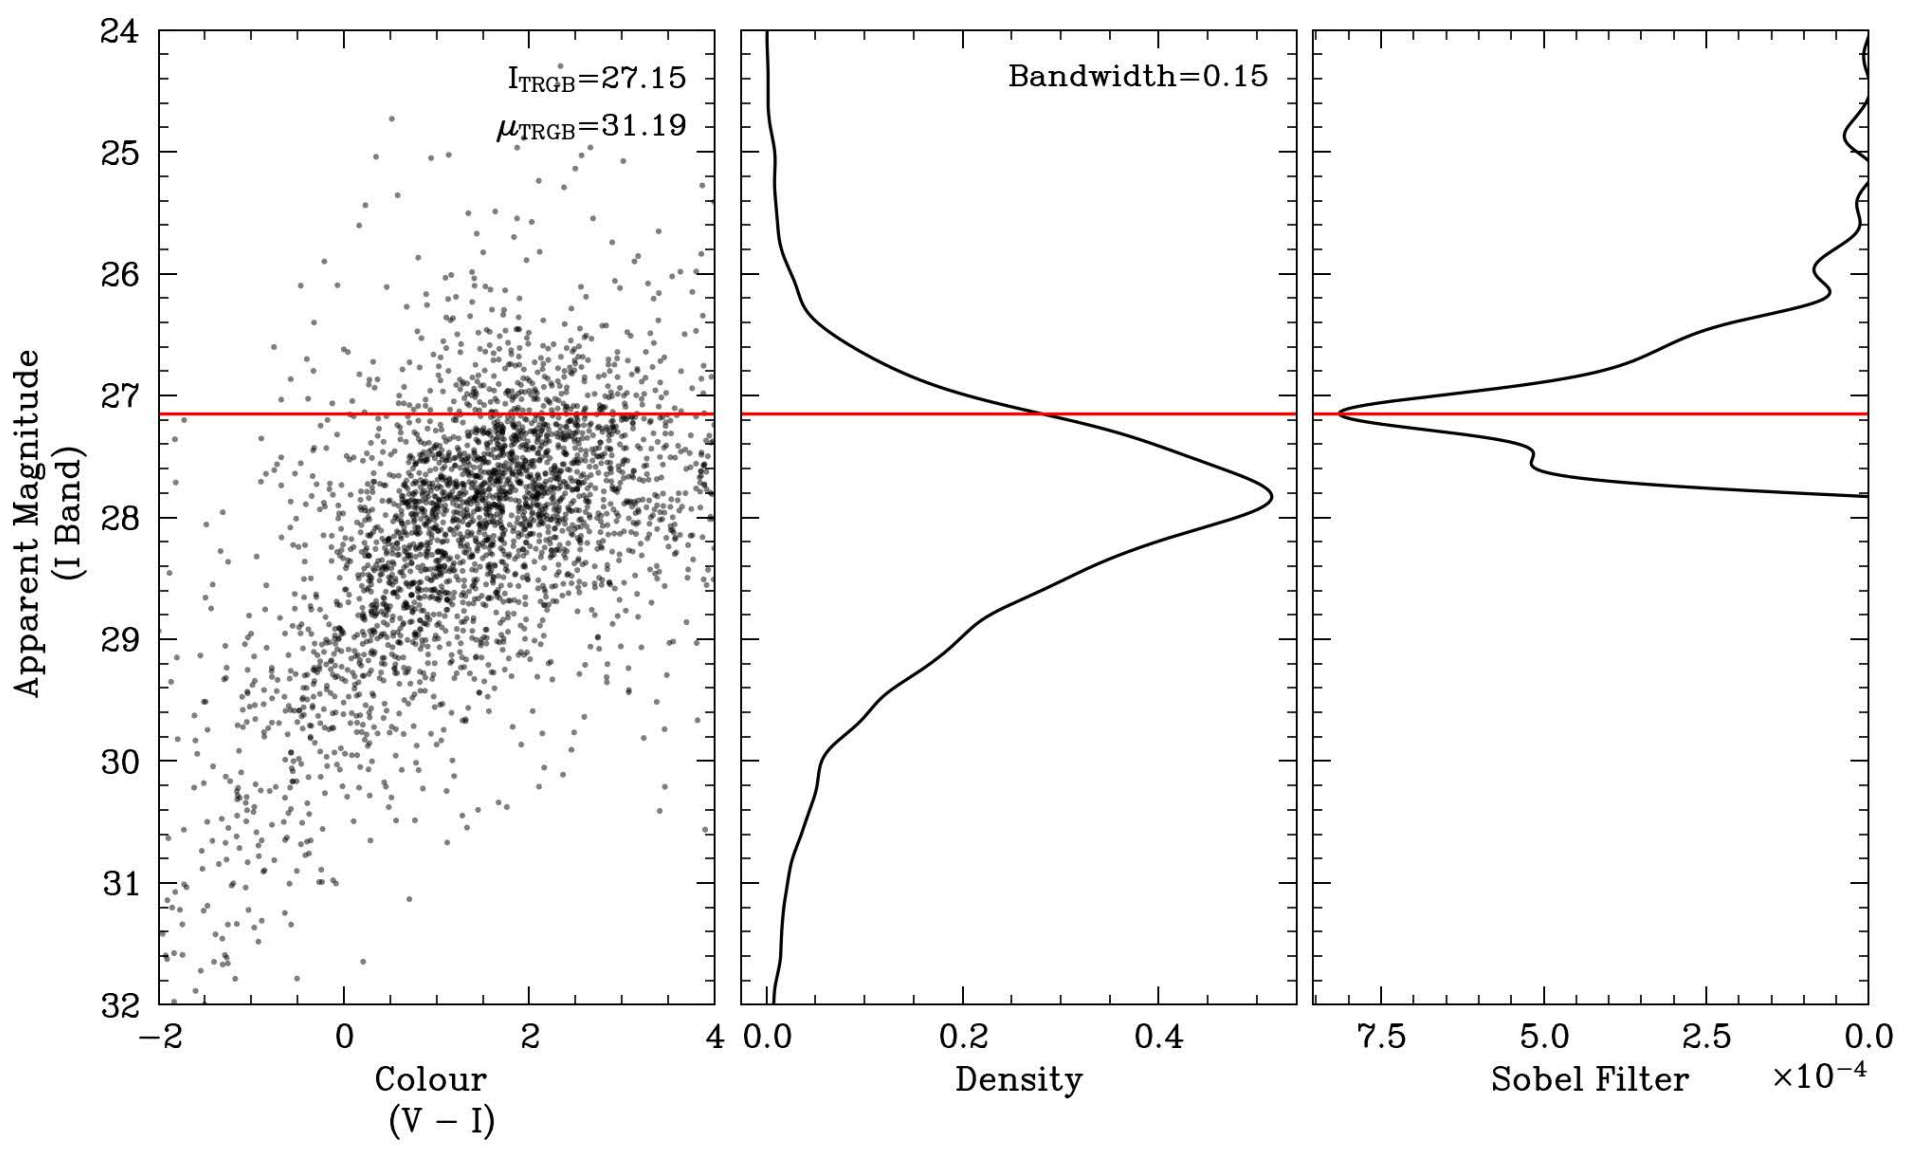 24
25
26
27
28
29
30
31
32
Apparent Magnitude
(I Band)
I_TRGB=27.15
μ_TRGB=31.19
−2 0 2 4
Colour
(V − I)
Bandwidth=0.15
0.0 0.2 0.4
Density
7.5 5.0 2.5 0.0
Sobel Filter
×10⁻⁴